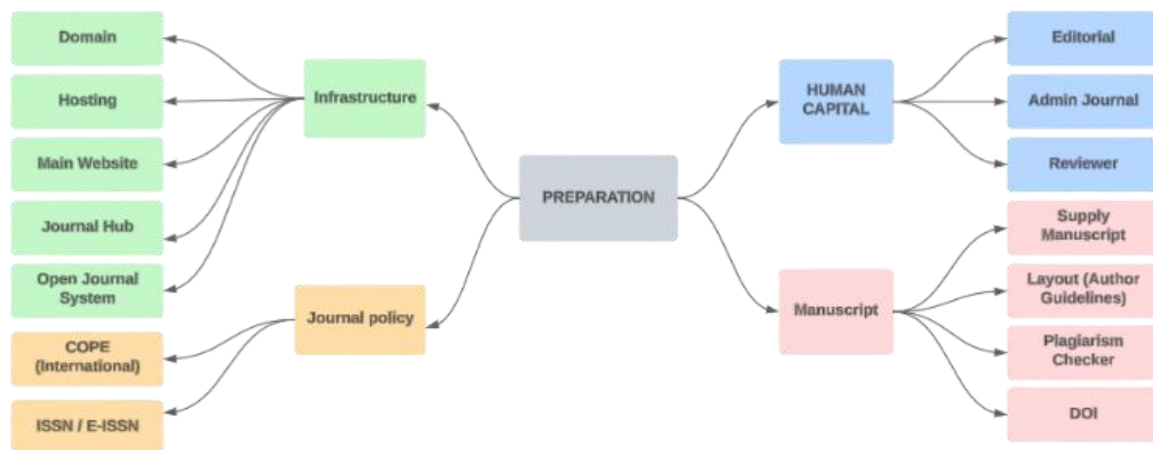 Domain
Hosting
Main Website
Journal Hub
Open Journal
System
COPE
(International)
ISSN / E-ISSN
Infrastructure
Journal policy
PREPARATION
HUMAN
CAPITAL
Manuscript
Editorial
Admin Journal
Reviewer
Supply
Manuscript
Layout (Author
Guidelines)
Plagiarism
Checker
DOI